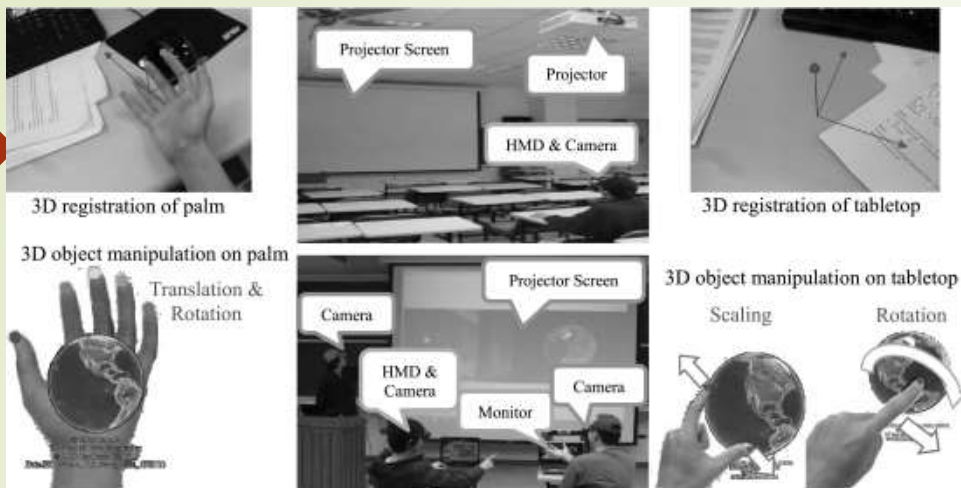 3D registration of palm
3D object manipulation on palm
Translation &
Rotation
Projector Screen
Projector
HMD & Camera
Projector Screen
Camera
HMD &
Camera
Monitor
Camera
3D registration of tabletop
3D object manipulation on tabletop
Scaling
Rotation